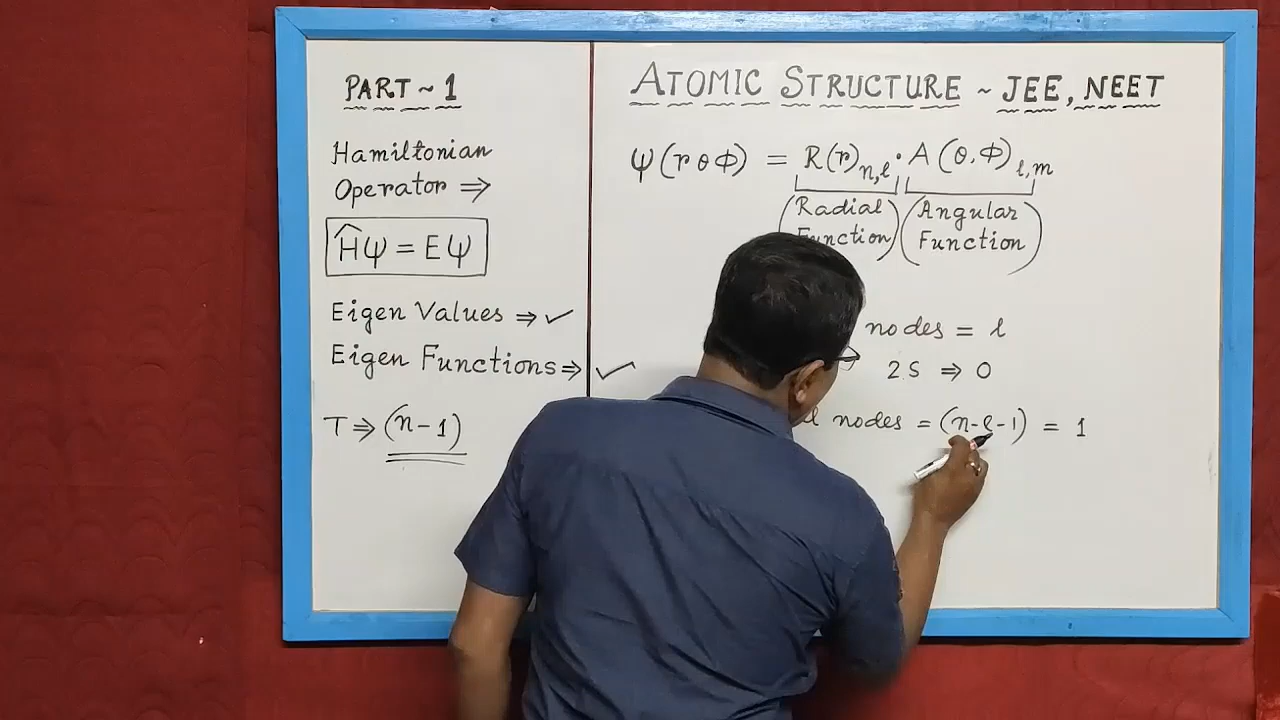 PART ~ 1
Hamiltonian
Operator ⇒
Ĥψ = Eψ
Eigen Values ⇒ ✓
Eigen Functions ⇒ ✓
T ⇒ (n - 1)
ATOMIC STRUCTURE ~ JEE, NEET
ψ(r θ ϕ) = R(r)n,l · A(θ,ϕ)l,m
(Radial Function) (Angular Function)
nodes = l
2s ⇒ 0
nodes = (n-l-1) = 1